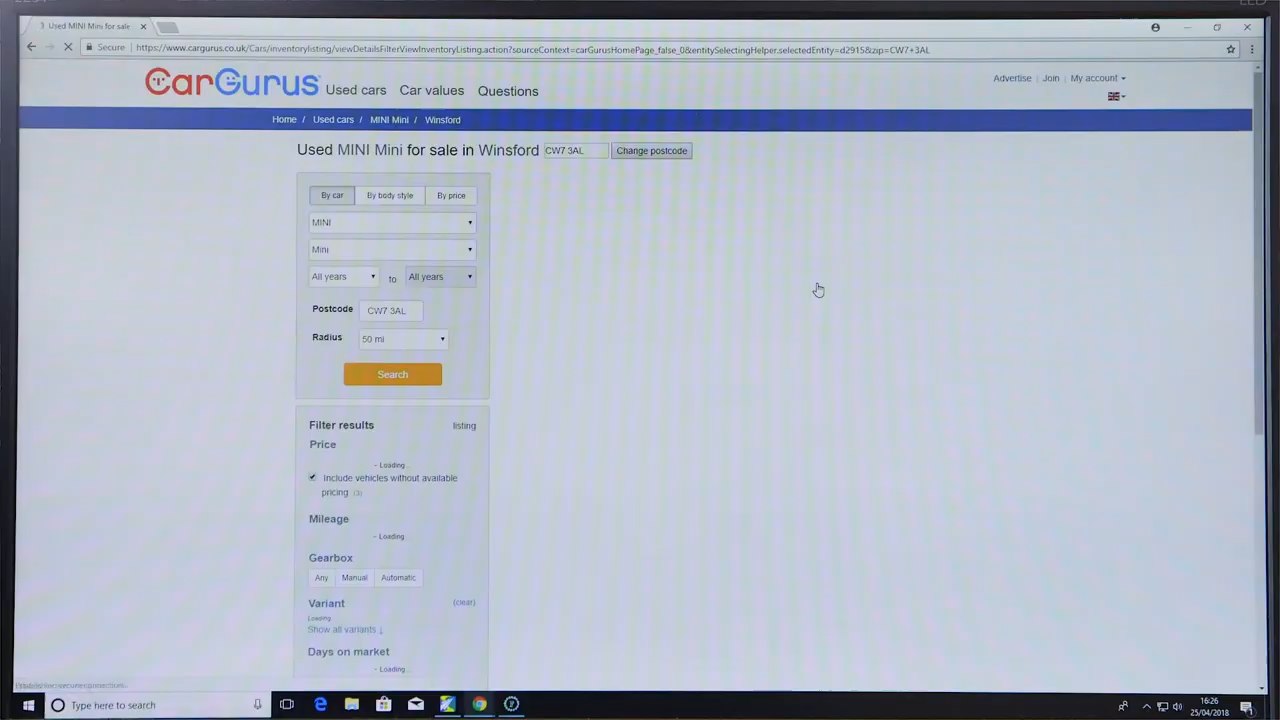 3 Used MINI Mini for sale
Secure https://www.cargurus.co.uk/Cars/inventorylisting/viewDetailsFilterViewInventoryListing.action?sourceContext=carGurusHomePage_false_0&entitySelectingHelper.selectedEntity=d2915&zip=CW7+3AL
CarGurus Used cars Car values Questions
Advertise | Join | My account
Home / Used cars / MINI Mini / Winsford
Used MINI Mini for sale in Winsford CW7 3AL Change postcode
By car By body style By price
MINI
Mini
All years to All years
Postcode CW7 3AL
Radius 50 mi
Search
Filter results listing
Price
- Loading
Include vehicles without available
pricing (3)
Mileage
- Loading
Gearbox
Any Manual Automatic
Variant (clear)
Loading
Show all variants ↓
Days on market
- Loading
Type here to search
16:26
25/04/2018